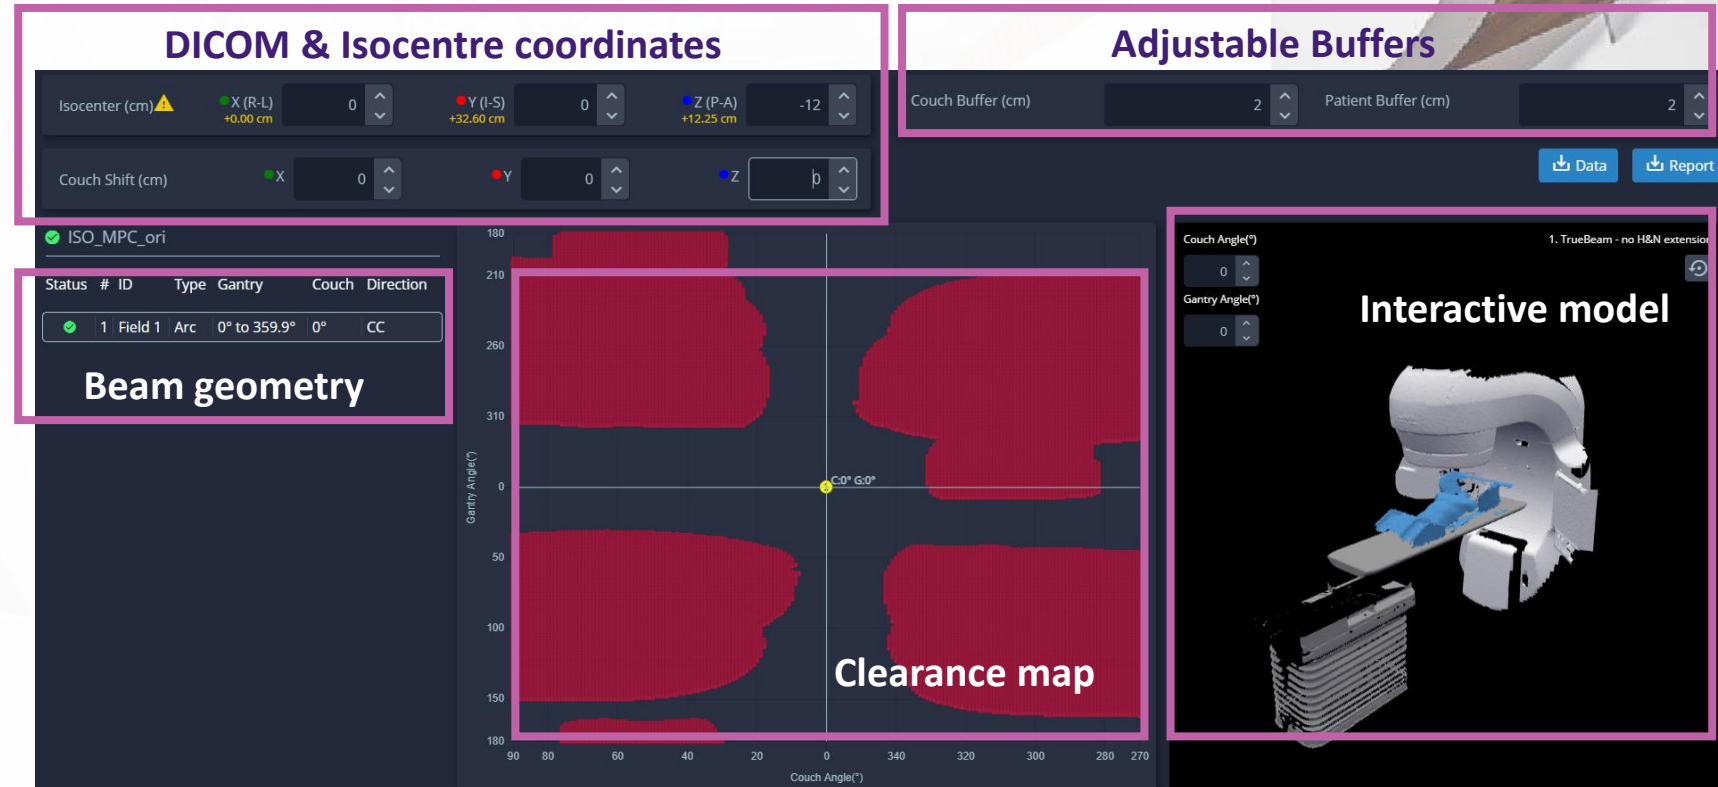 DICOM & Isocentre coordinates
Adjustable Buffers
Isocenter (cm)
X (R-L)
+0.00 cm
0
Y (I-S)
+32.60 cm
0
Z (P-A)
+12.25 cm
-12
Couch Buffer (cm)
2
Patient Buffer (cm)
2
Couch Shift (cm)
X
0
Y
0
Z
0
Data
Report
ISO_MPC_ori
Status # ID Type Gantry Couch Direction
1 Field 1 Arc 0° to 359.9° 0° CC
Beam geometry
180
210
260
310
0
50
100
150
180
Gantry Angle(°)
C:0° G:0°
Clearance map
90 80 60 40 20 0 340 320 300 280 270
Couch Angle(°)
Couch Angle(°)
0
Gantry Angle(°)
0
1. TrueBeam - no H&N extension
Interactive model